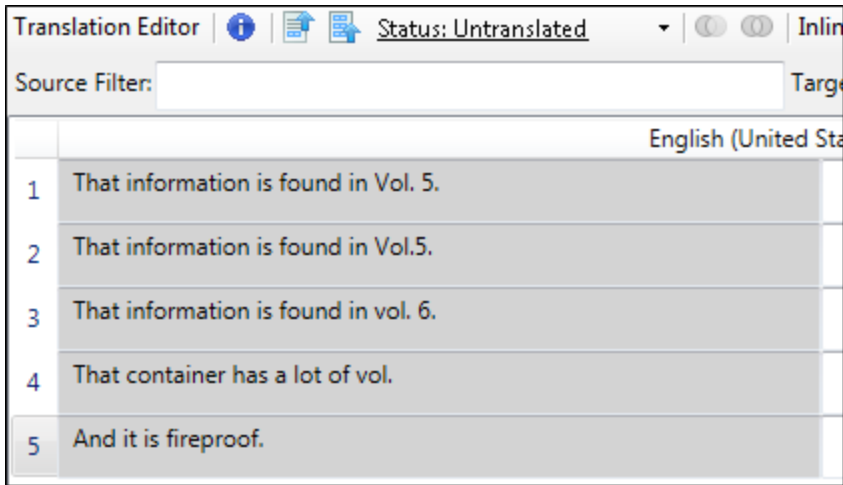 Translation Editor Status: Untranslated Inlin
Source Filter: Targe
English (United Sta
1 That information is found in Vol. 5.
2 That information is found in Vol.5.
3 That information is found in vol. 6.
4 That container has a lot of vol.
5 And it is fireproof.